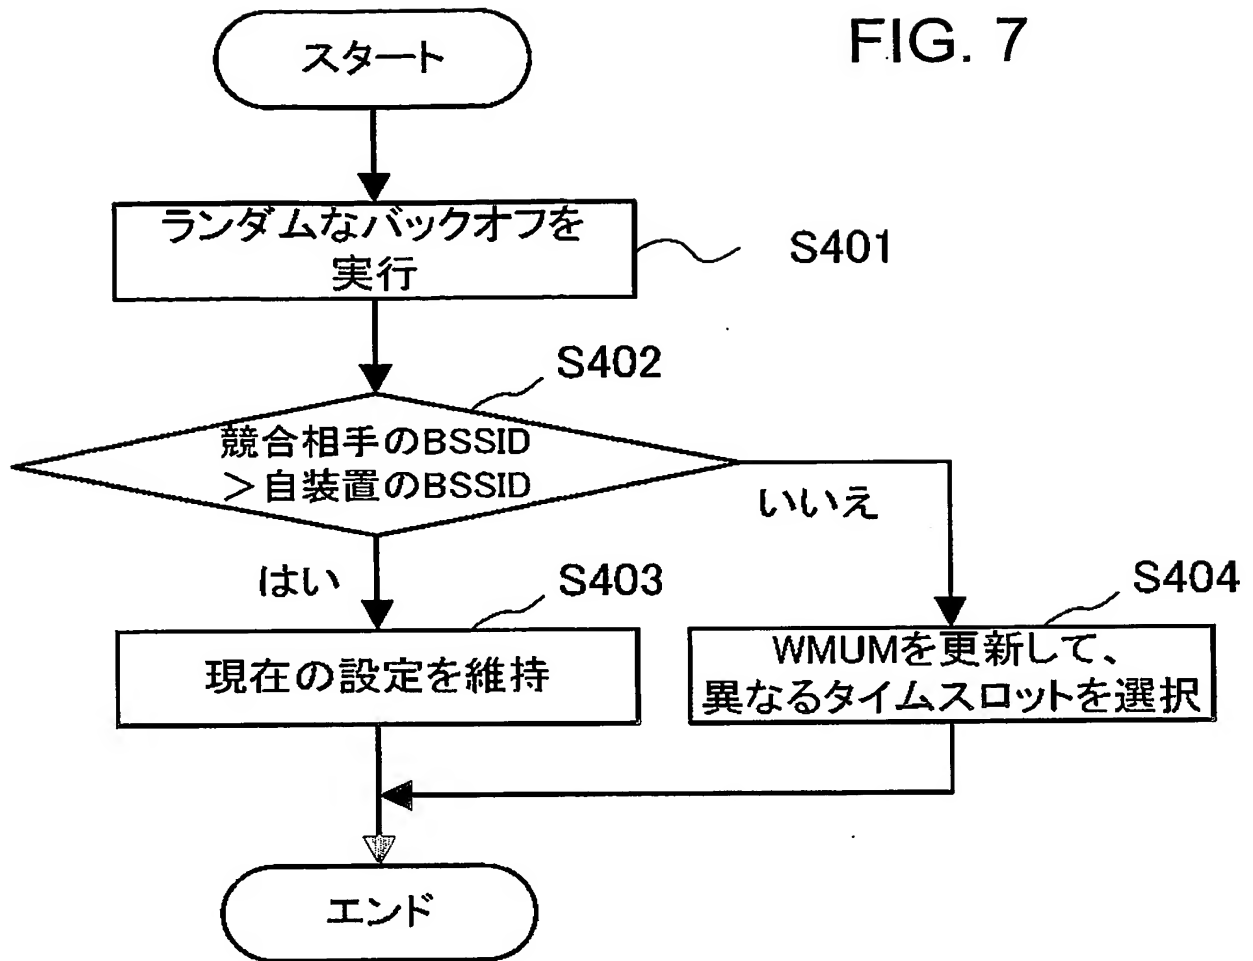 FIG. 7
スタート
ランダムなバックオフを
実行
S401
S402
競合相手のBSSID
＞自装置のBSSID
いいえ
はい
S403
S404
現在の設定を維持
WMUMを更新して、
異なるタイムスロットを選択
エンド